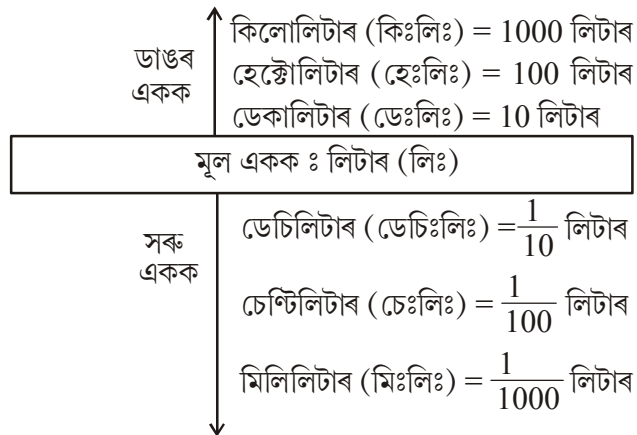 ডাঙৰ
একক
কিলোলিটাৰ (কিঃলিঃ) = 1000 লিটাৰ
হেক্টোলিটাৰ (হেঃলিঃ) = 100 লিটাৰ
ডেকালিটাৰ (ডেঃলিঃ) = 10 লিটাৰ
মূল একক ঃ লিটাৰ (লিঃ)
সৰু
একক
ডেচিলিটাৰ (ডেচিঃলিঃ) = 1/10 লিটাৰ
চেণ্টিলিটাৰ (চেঃলিঃ) = 1/100 লিটাৰ
মিলিলিটাৰ (মিঃলিঃ) = 1/1000 লিটাৰ